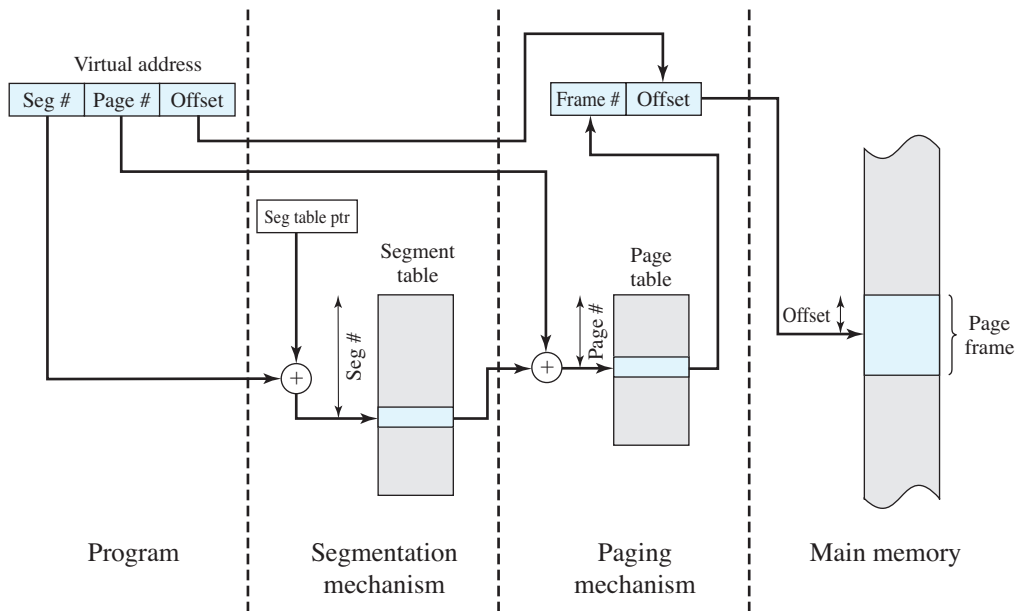 Virtual address
Seg # Page # Offset
Frame # Offset
Seg table ptr
Segment
table
Page
table
Seg #
Page #
Offset
Page
frame
+
+
Program
Segmentation
mechanism
Paging
mechanism
Main memory